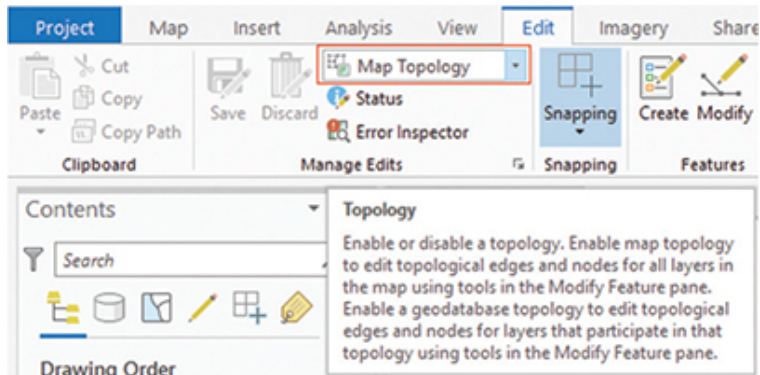 Project Map Insert Analysis View Edit Imagery Share
Cut
Copy
Copy Path
Paste
Save Discard
Map Topology
Status
Error Inspector
Snapping
Create Modify
Clipboard Manage Edits Snapping Features
Contents
Search
Drawing Order
Topology
Enable or disable a topology. Enable map topology
to edit topological edges and nodes for all layers in
the map using tools in the Modify Feature pane.
Enable a geodatabase topology to edit topological
edges and nodes for layers that participate in that
topology using tools in the Modify Feature pane.